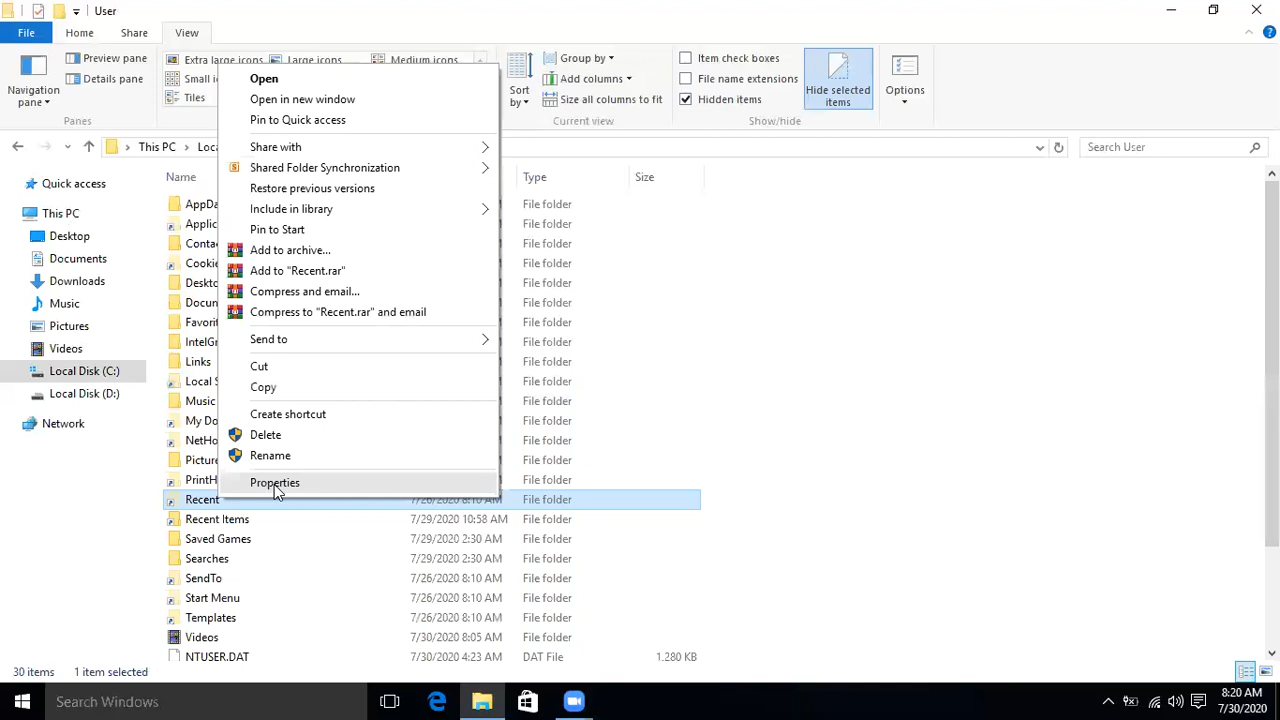 User
File Home Share View
Preview pane
Details pane
Navigation pane
Panes
Extra large icons Large icons Medium icons
Small
Tiles
Sort by
Group by
Add columns
Size all columns to fit
Current view
Item check boxes
File name extensions
Hidden items
Hide selected items
Show/hide
Options
This PC Search User
Quick access
This PC
Desktop
Documents
Downloads
Music
Pictures
Videos
Local Disk (C:)
Local Disk (D:)
Network
Open
Open in new window
Pin to Quick access
Share with
Shared Folder Synchronization
Restore previous versions
Include in library
Pin to Start
Add to archive...
Add to "Recent.rar"
Compress and email...
Compress to "Recent.rar" and email
Send to
Cut
Copy
Create shortcut
Delete
Rename
Properties
Name Type Size
File folder
File folder
File folder
File folder
File folder
File folder
File folder
File folder
Links File folder
Local File folder
Music File folder
My File folder
File folder
File folder
File folder
Recent 7/26/2020 8:10 AM File folder
Recent Items 7/29/2020 10:58 AM File folder
Saved Games 7/29/2020 2:30 AM File folder
Searches 7/29/2020 2:30 AM File folder
SendTo 7/26/2020 8:10 AM File folder
Start Menu 7/26/2020 8:10 AM File folder
Templates 7/26/2020 8:10 AM File folder
Videos 7/30/2020 8:05 AM File folder
NTUSER.DAT 7/30/2020 4:23 AM DAT File 1.280 KB
30 items 1 item selected
Search Windows
8:20 AM
7/30/2020